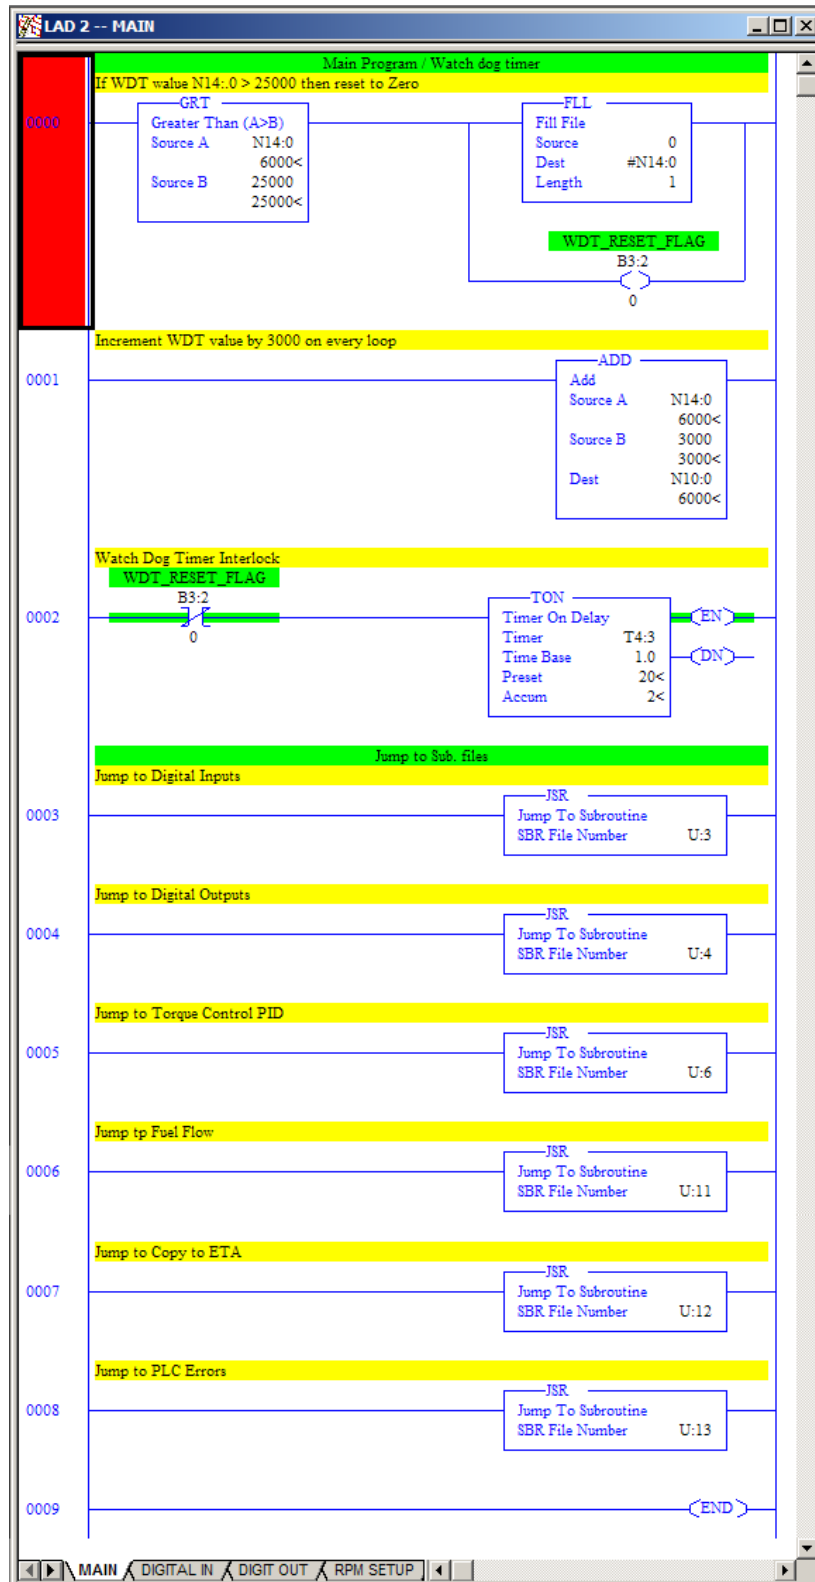 LAD 2 -- MAIN
Main Program / Watch dog timer
If WDT value N14:.0 > 25000 then reset to Zero
0000
GRT
Greater Than (A>B)
Source A N14:0
6000<
Source B 25000
25000<
FLL
Fill File
Source 0
Dest #N14:0
Length 1
WDT_RESET_FLAG
B3:2
0
Increment WDT value by 3000 on every loop
0001
ADD
Add
Source A N14:0
6000<
Source B 3000
3000<
Dest N10:0
6000<
Watch Dog Timer Interlock
WDT_RESET_FLAG
B3:2
0002
0
TON
Timer On Delay
Timer T4:3
Time Base 1.0
Preset 20<
Accum 2<
EN
DN
Jump to Sub. files
Jump to Digital Inputs
0003
JSR
Jump To Subroutine
SBR File Number U:3
Jump to Digital Outputs
0004
JSR
Jump To Subroutine
SBR File Number U:4
Jump to Torque Control PID
0005
JSR
Jump To Subroutine
SBR File Number U:6
Jump tp Fuel Flow
0006
JSR
Jump To Subroutine
SBR File Number U:11
Jump to Copy to ETA
0007
JSR
Jump To Subroutine
SBR File Number U:12
Jump to PLC Errors
0008
JSR
Jump To Subroutine
SBR File Number U:13
0009
END
MAIN DIGITAL IN DIGIT OUT RPM SETUP